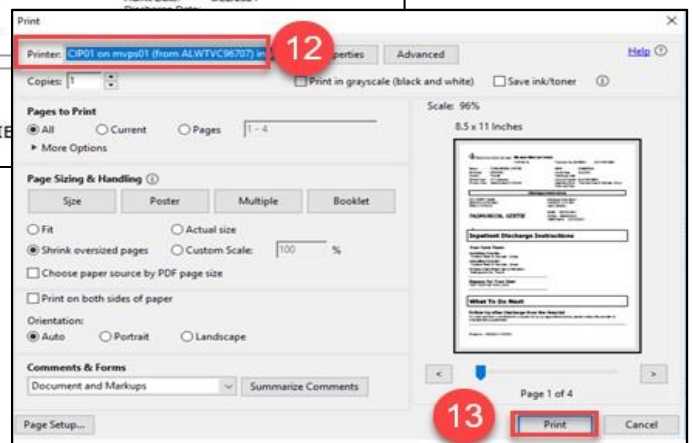 Print
Printer: CIP01 on mvps01 (from ALWTVC96707) in
12
Properties
Advanced
Help
Copies: 1
Print in grayscale (black and white)
Save ink/toner
Pages to Print
All
Current
Pages
1 - 4
More Options
Scale: 96%
8.5 x 11 Inches
Page Sizing & Handling
Size
Poster
Multiple
Booklet
Fit
Actual size
Shrink oversized pages
Custom Scale:
100
%
Choose paper source by PDF page size
Print on both sides of paper
Orientation:
Auto
Portrait
Landscape
Inpatient Discharge Instructions
What To Do Next
Comments & Forms
Document and Markups
Summarize Comments
<
>
Page 1 of 4
13
Page Setup...
Print
Cancel